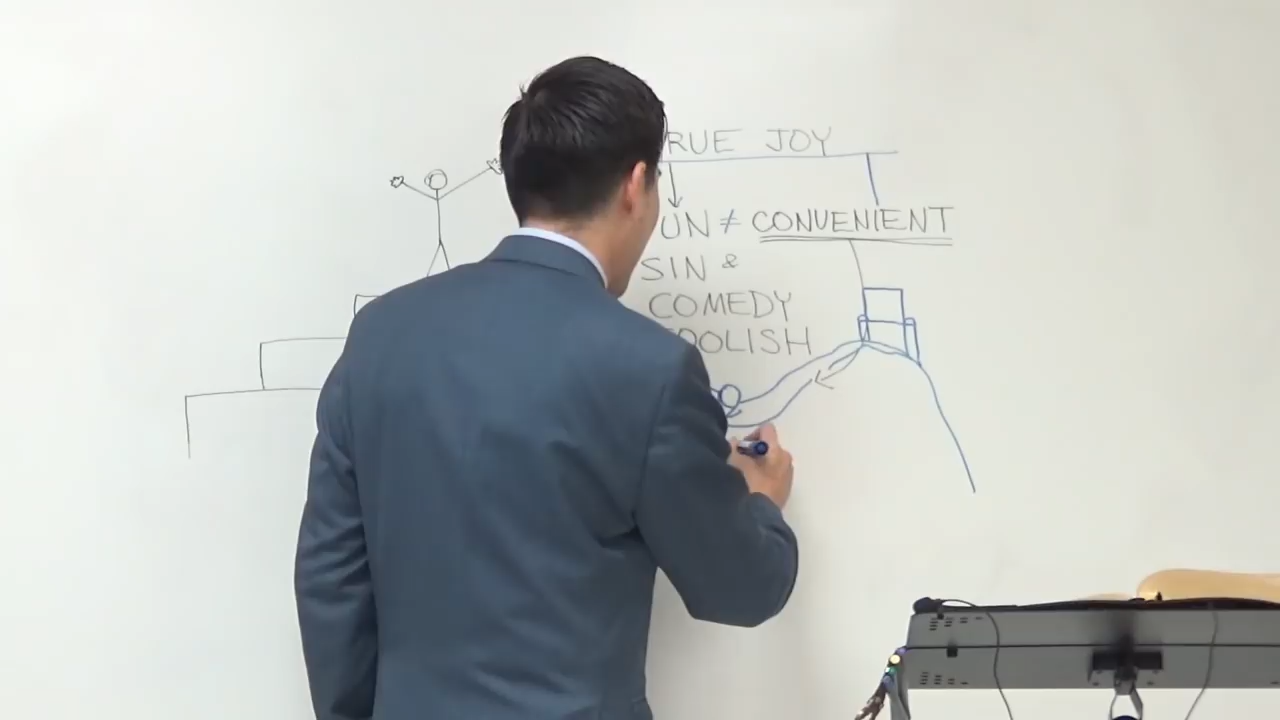 RUE JOY
UN ≠ CONVENIENT
SIN &
COMEDY
OOLISH